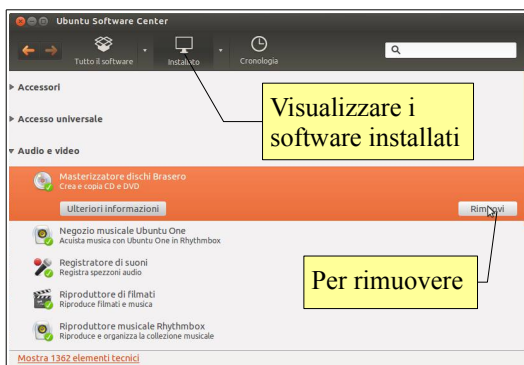 Ubuntu Software Center
Tutto il software
Installato
Cronologia
Visualizzare i
software installati
Accessori
Accesso universale
Audio e video
Masterizzatore dischi Brasero
Crea e copia CD e DVD
Ulteriori informazioni
Rimuovi
Negozio musicale Ubuntu One
Acuista musica con Ubuntu One in Rhythmbox
Registratore di suoni
Registra spezzoni audio
Per rimuovere
Riproduttore di filmati
Riproduce filmati e musica
Riproduttore musicale Rhythmbox
Riproduce e organizza la collezione musicale
Mostra 1362 elementi tecnici